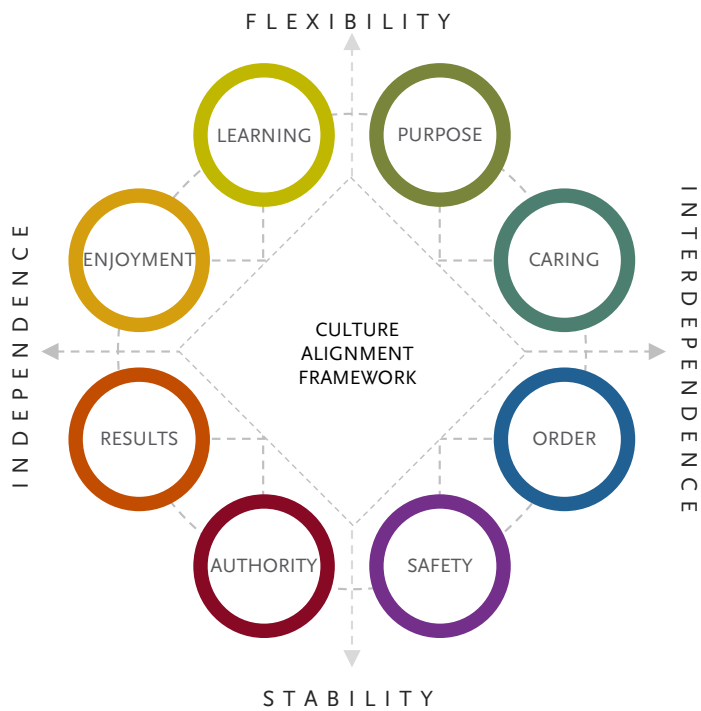 FLEXIBILITY
LEARNING
PURPOSE
ENJOYMENT
CARING
INDEPENDENCE
CULTURE
ALIGNMENT
FRAMEWORK
INTERDEPENDENCE
RESULTS
ORDER
AUTHORITY
SAFETY
STABILITY